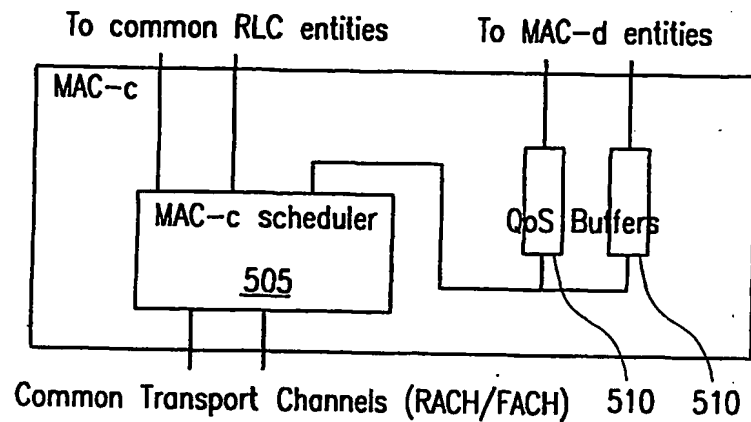 To common RLC entities
To MAC-d entities
MAC-c
MAC-c scheduler
505
QoS Buffers
Common Transport Channels (RACH/FACH)
510
510